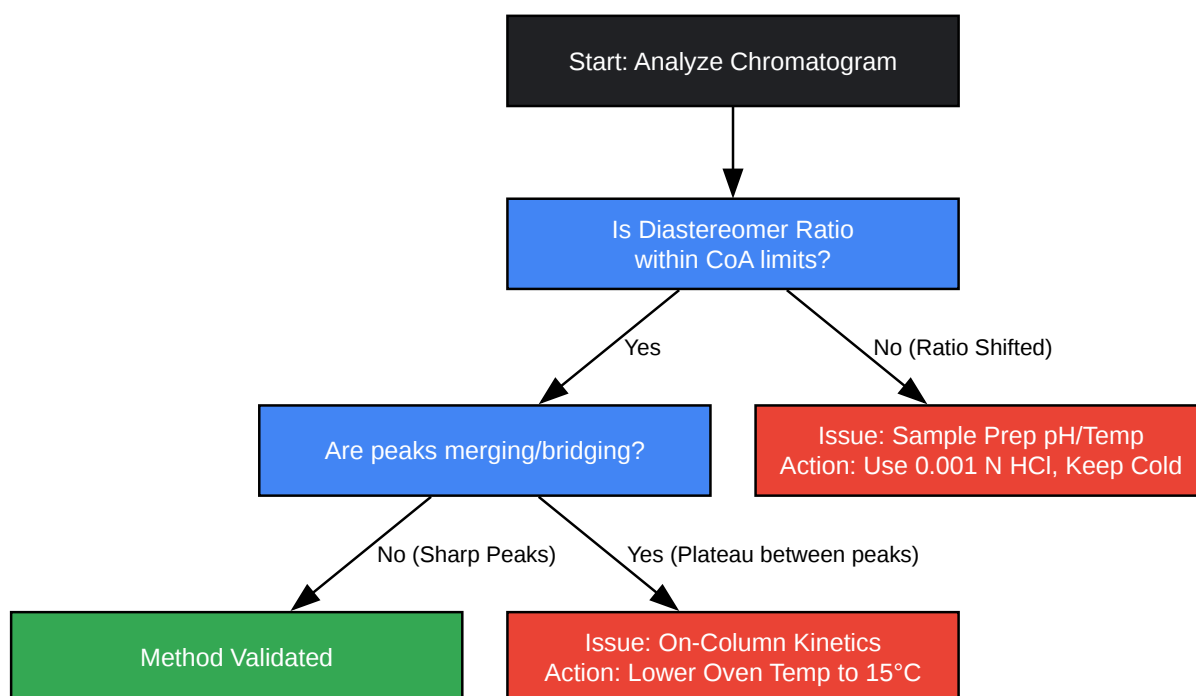 Start: Analyze Chromatogram
Is Diastereomer Ratio
within CoA limits?
Yes
No (Ratio Shifted)
Are peaks merging/bridging?
Issue: Sample Prep pH/Temp
Action: Use 0.001 N HCl, Keep Cold
No (Sharp Peaks)
Yes (Plateau between peaks)
Method Validated
Issue: On-Column Kinetics
Action: Lower Oven Temp to 15°C